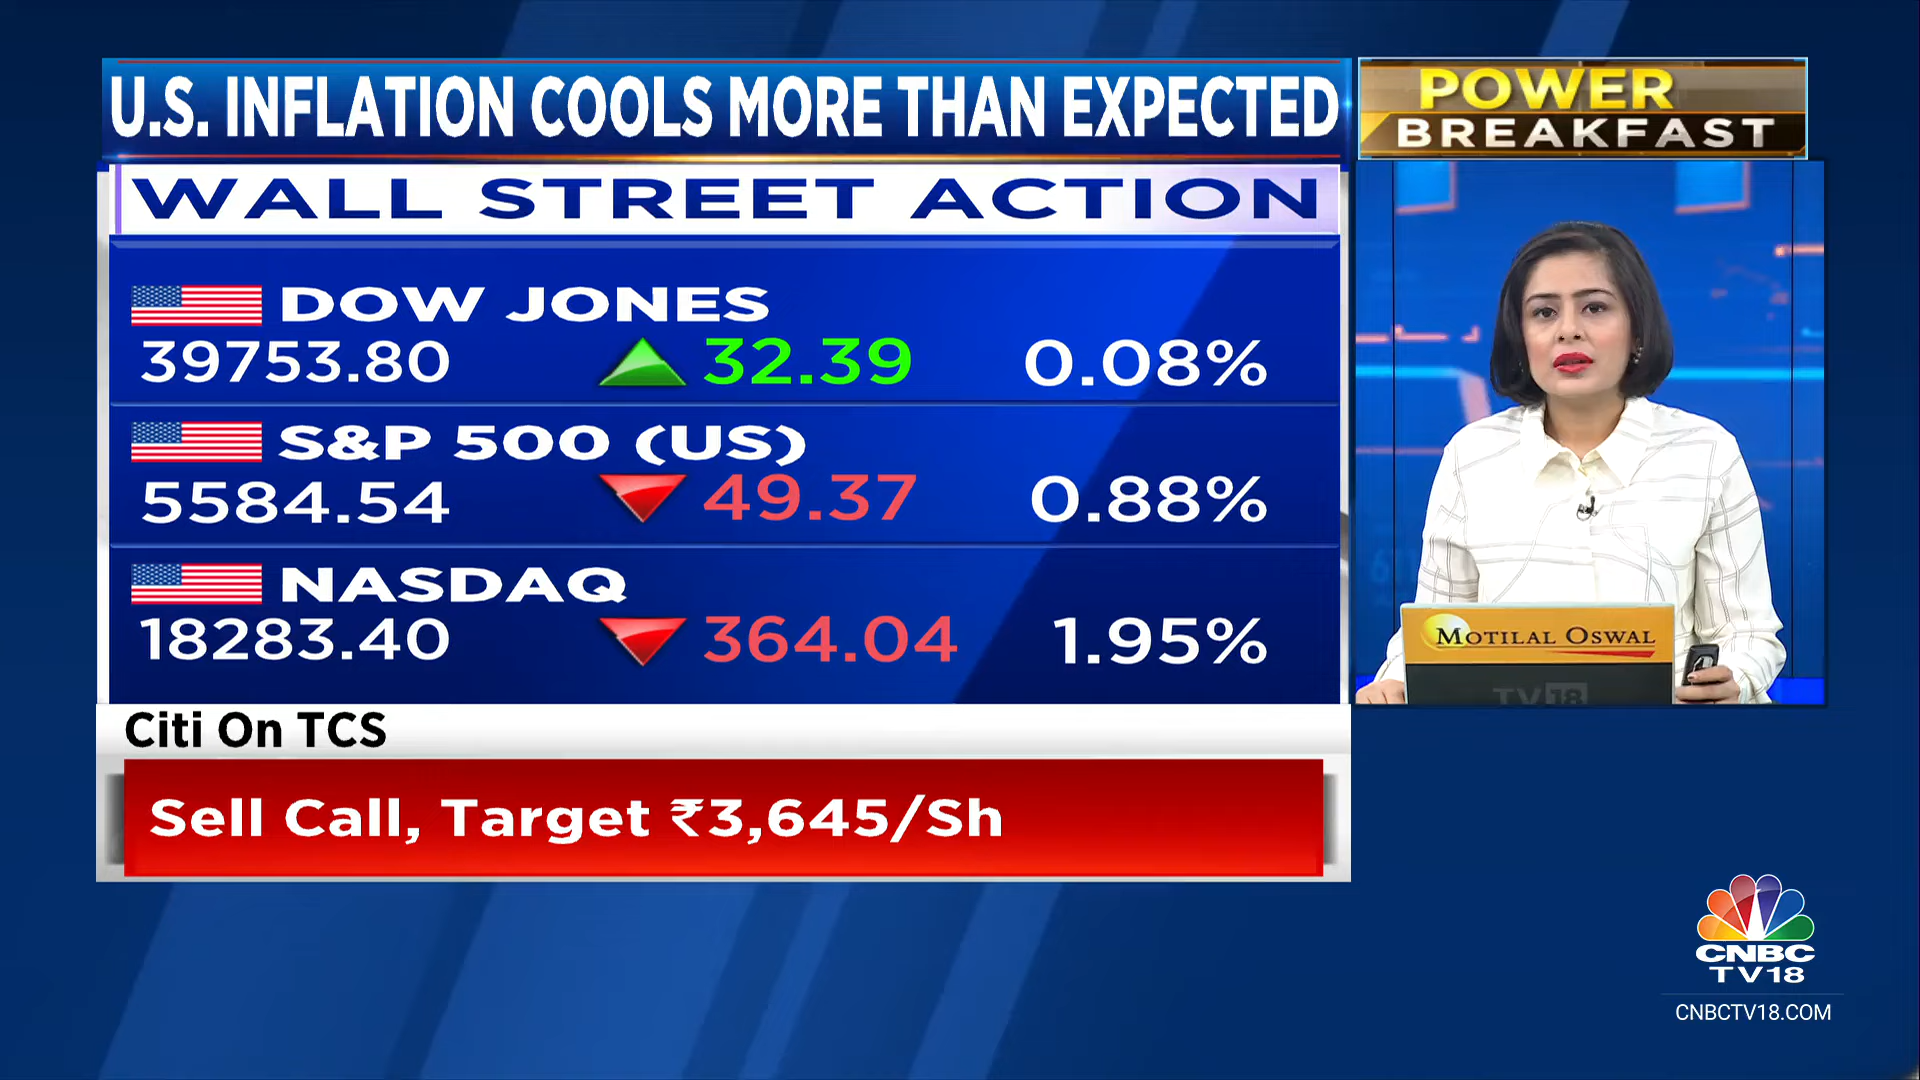 U.S. INFLATION COOLS MORE THAN EXPECTED
POWER
BREAKFAST
WALL STREET ACTION
DOW JONES
39753.80 32.39 0.08%
S&P 500 (US)
5584.54 49.37 0.88%
NASDAQ
18283.40 364.04 1.95%
MOTILAL OSWAL
TV18
Citi On TCS
Sell Call, Target ₹3,645/Sh
CNBC
TV18
CNBCTV18.COM